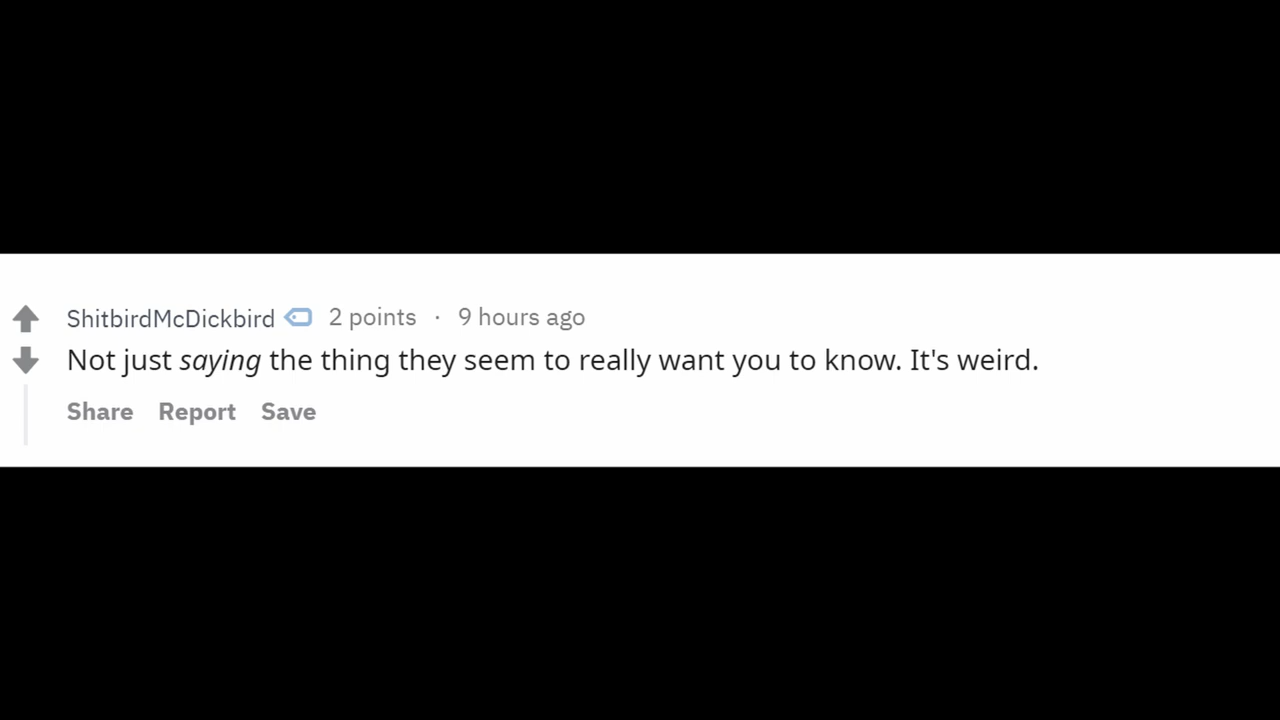 ShitbirdMcDickbird 2 points · 9 hours ago
Not just saying the thing they seem to really want you to know. It's weird.
Share Report Save